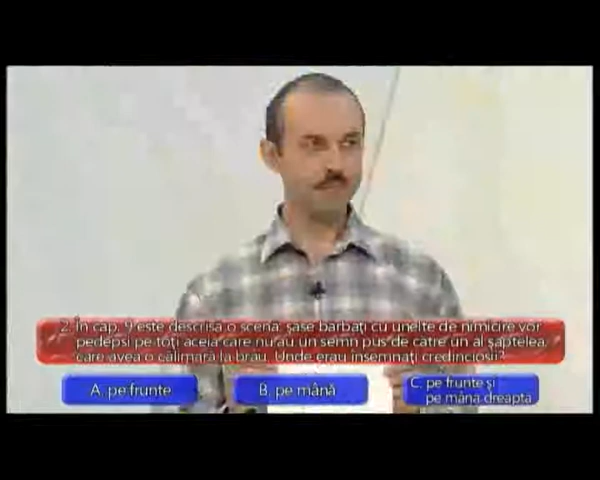 2. În cap. 9 este descrisă o scenă: șase bărbați cu unelte de nimicire vor
pedepsi pe toți aceia care nu au un semn pus de către un al șaptelea,
care avea o călimară la brâu. Unde erau însemnați credincioșii?
A. pe frunte
B. pe mână
C. pe frunte și
pe mâna dreaptă